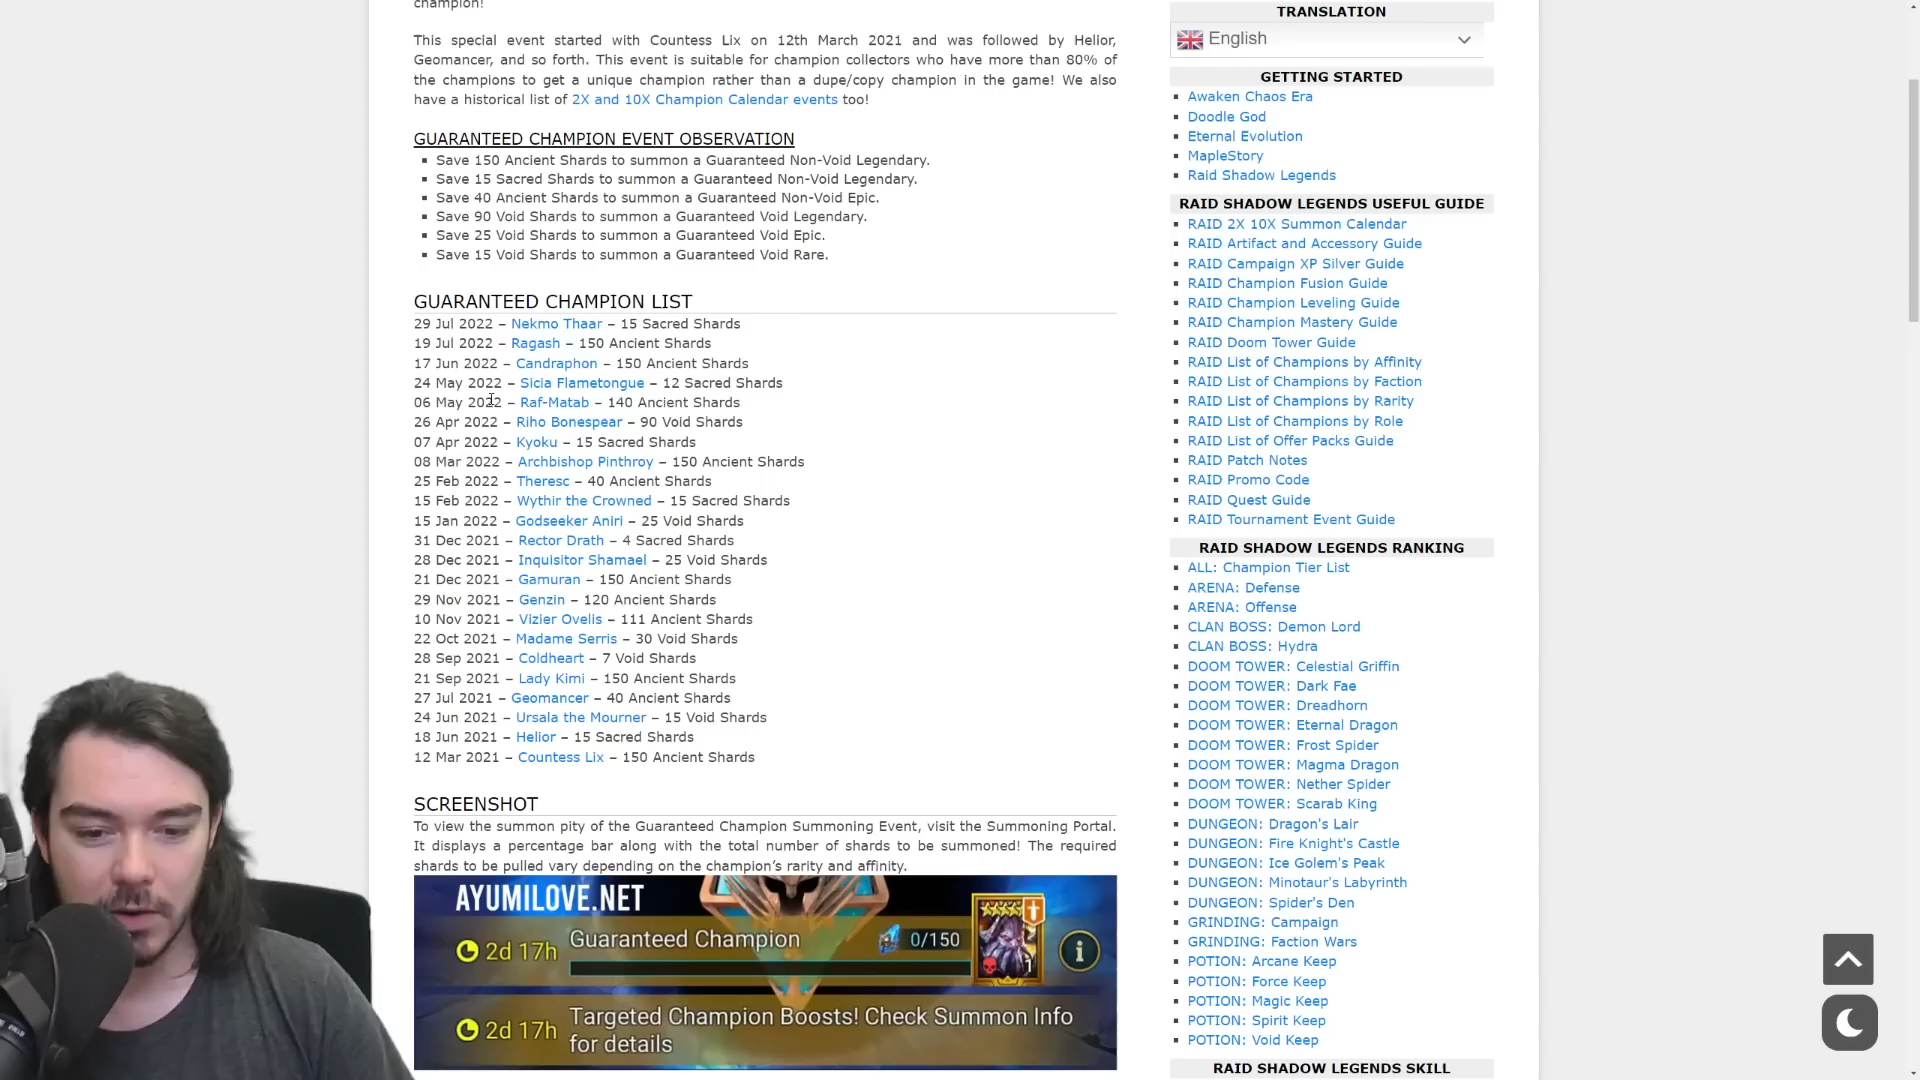 champion!
This special event started with Countess Lix on 12th March 2021 and was followed by Helior,
Geomancer, and so forth. This event is suitable for champion collectors who have more than 80% of
the champions to get a unique champion rather than a dupe/copy champion in the game! We also
have a historical list of 2X and 10X Champion Calendar events too!
GUARANTEED CHAMPION EVENT OBSERVATION
Save 150 Ancient Shards to summon a Guaranteed Non-Void Legendary.
Save 15 Sacred Shards to summon a Guaranteed Non-Void Legendary.
Save 40 Ancient Shards to summon a Guaranteed Non-Void Epic.
Save 90 Void Shards to summon a Guaranteed Void Legendary.
Save 25 Void Shards to summon a Guaranteed Void Epic.
Save 15 Void Shards to summon a Guaranteed Void Rare.
GUARANTEED CHAMPION LIST
29 Jul 2022 – Nekmo Thaar – 15 Sacred Shards
19 Jul 2022 – Ragash – 150 Ancient Shards
17 Jun 2022 – Candraphon – 150 Ancient Shards
24 May 2022 – Sicia Flametongue – 12 Sacred Shards
06 May 2022 – Raf-Matab – 140 Ancient Shards
26 Apr 2022 – Riho Bonespear – 90 Void Shards
07 Apr 2022 – Kyoku – 15 Sacred Shards
08 Mar 2022 – Archbishop Pinthroy – 150 Ancient Shards
25 Feb 2022 – Theresc – 40 Ancient Shards
15 Feb 2022 – Wythir the Crowned – 15 Sacred Shards
15 Jan 2022 – Godseeker Aniri – 25 Void Shards
31 Dec 2021 – Rector Drath – 4 Sacred Shards
28 Dec 2021 – Inquisitor Shamael – 25 Void Shards
21 Dec 2021 – Gamuran – 150 Ancient Shards
29 Nov 2021 – Genzin – 120 Ancient Shards
10 Nov 2021 – Vizier Ovelis – 111 Ancient Shards
22 Oct 2021 – Madame Serris – 30 Void Shards
28 Sep 2021 – Coldheart – 7 Void Shards
21 Sep 2021 – Lady Kimi – 150 Ancient Shards
27 Jul 2021 – Geomancer – 40 Ancient Shards
24 Jun 2021 – Ursala the Mourner – 15 Void Shards
18 Jun 2021 – Helior – 15 Sacred Shards
12 Mar 2021 – Countess Lix – 150 Ancient Shards
SCREENSHOT
To view the summon pity of the Guaranteed Champion Summoning Event, visit the Summoning Portal.
It displays a percentage bar along with the total number of shards to be summoned! The required
shards to be pulled vary depending on the champion's rarity and affinity.
AYUMILOVE.NET
2d 17h Guaranteed Champion 0/150
1
i
2d 17h Targeted Champion Boosts! Check Summon Info
for details
TRANSLATION
English
GETTING STARTED
Awaken Chaos Era
Doodle God
Eternal Evolution
MapleStory
Raid Shadow Legends
RAID SHADOW LEGENDS USEFUL GUIDE
RAID 2X 10X Summon Calendar
RAID Artifact and Accessory Guide
RAID Campaign XP Silver Guide
RAID Champion Fusion Guide
RAID Champion Leveling Guide
RAID Champion Mastery Guide
RAID Doom Tower Guide
RAID List of Champions by Affinity
RAID List of Champions by Faction
RAID List of Champions by Rarity
RAID List of Champions by Role
RAID List of Offer Packs Guide
RAID Patch Notes
RAID Promo Code
RAID Quest Guide
RAID Tournament Event Guide
RAID SHADOW LEGENDS RANKING
ALL: Champion Tier List
ARENA: Defense
ARENA: Offense
CLAN BOSS: Demon Lord
CLAN BOSS: Hydra
DOOM TOWER: Celestial Griffin
DOOM TOWER: Dark Fae
DOOM TOWER: Dreadhorn
DOOM TOWER: Eternal Dragon
DOOM TOWER: Frost Spider
DOOM TOWER: Magma Dragon
DOOM TOWER: Nether Spider
DOOM TOWER: Scarab King
DUNGEON: Dragon's Lair
DUNGEON: Fire Knight's Castle
DUNGEON: Ice Golem's Peak
DUNGEON: Minotaur's Labyrinth
DUNGEON: Spider's Den
GRINDING: Campaign
GRINDING: Faction Wars
POTION: Arcane Keep
POTION: Force Keep
POTION: Magic Keep
POTION: Spirit Keep
POTION: Void Keep
RAID SHADOW LEGENDS SKILL